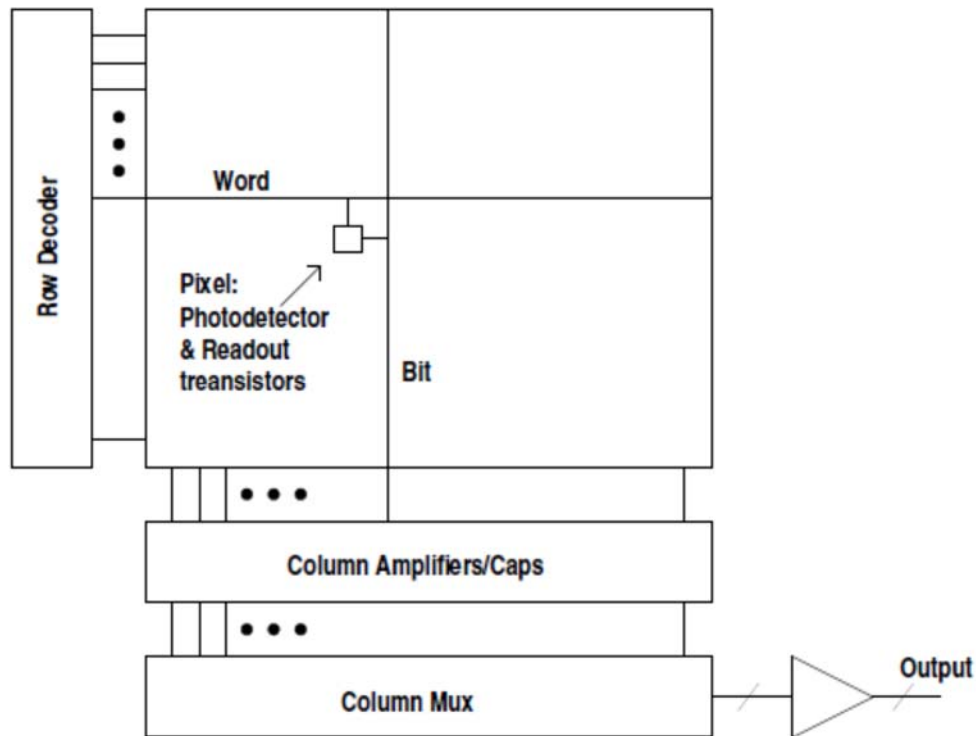 Row Decoder
Word
Pixel:
Photodetector
& Readout
treansistors
Bit
Column Amplifiers/Caps
Column Mux
Output